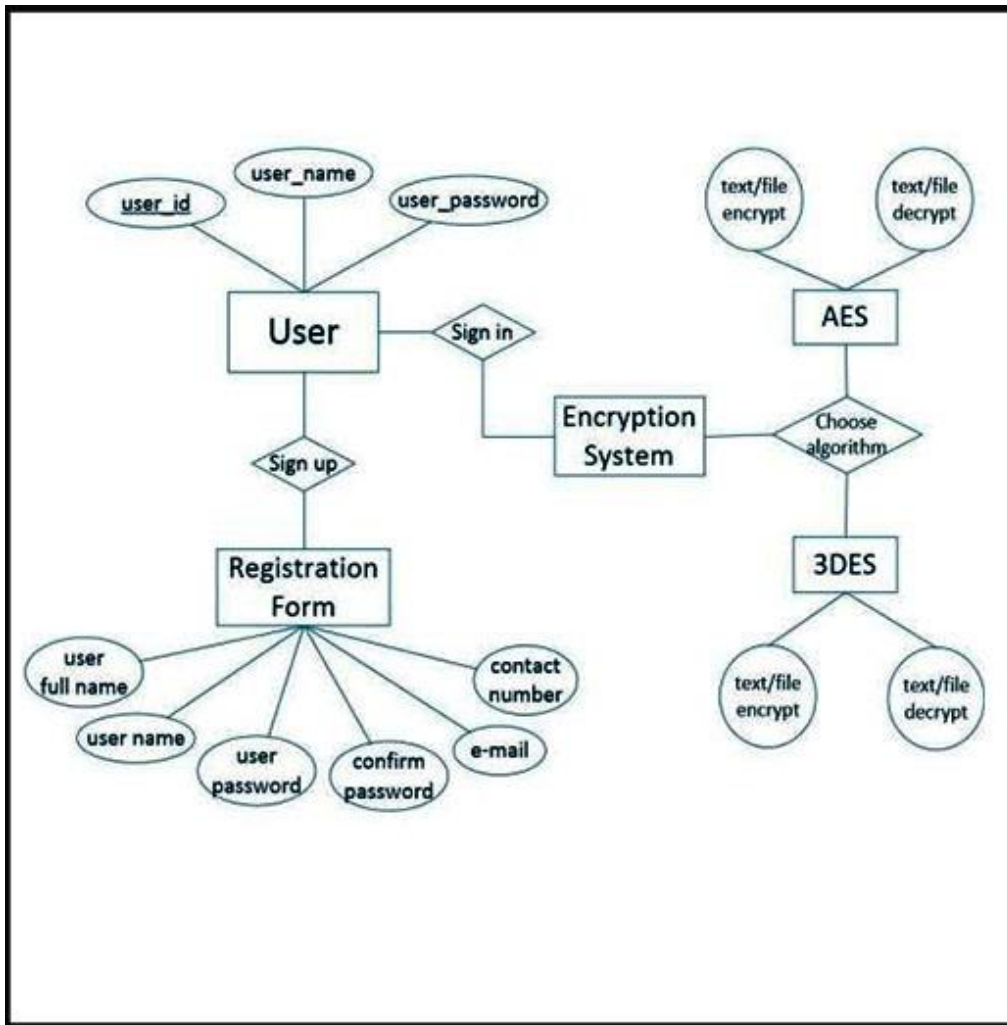 user_id
user_name
user_password
User
Sign in
Sign up
Registration
Form
user
full name
user name
user
password
confirm
password
e-mail
contact
number
Encryption
System
Choose
algorithm
text/file
encrypt
text/file
decrypt
AES
3DES
text/file
encrypt
text/file
decrypt